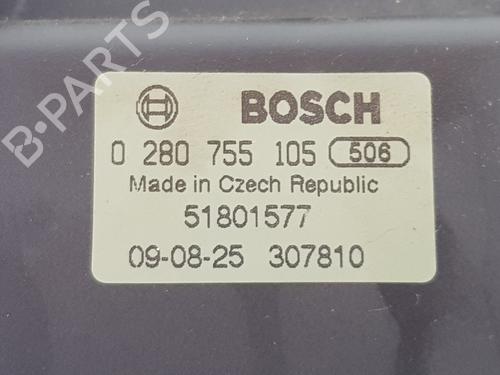 BOSCH
0 280 755 105 506
Made in Czech Republic
51801577
09-08-25 307810
B-PARTS